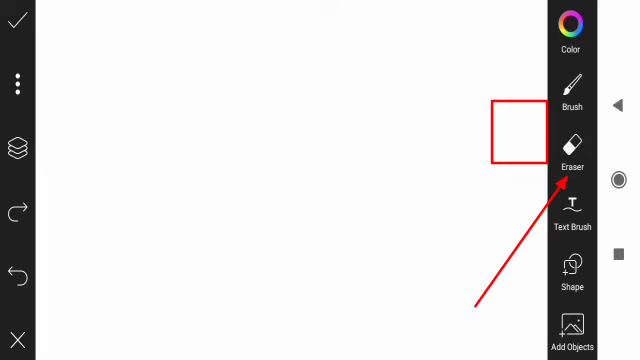 Color
Brush
Eraser
T
Text Brush
Shape
Add Objects